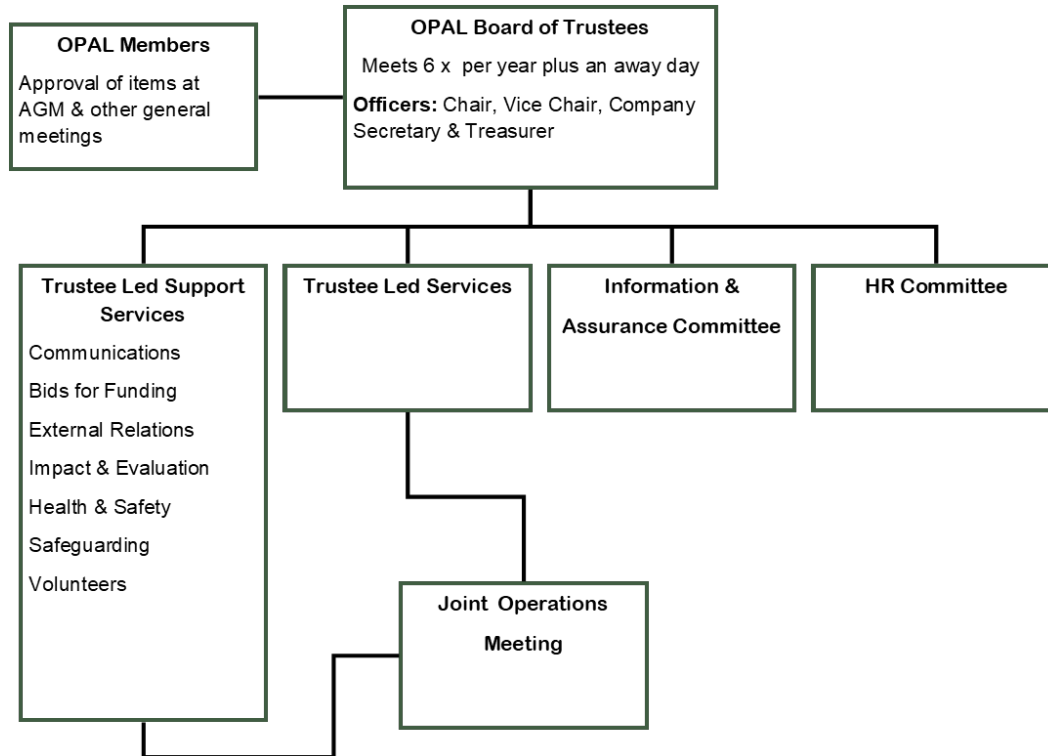 OPAL Members
Approval of items at
AGM & other general
meetings
OPAL Board of Trustees
Meets 6 x per year plus an away day
Officers: Chair, Vice Chair, Company
Secretary & Treasurer
Trustee Led Support
Services
Communications
Bids for Funding
External Relations
Impact & Evaluation
Health & Safety
Safeguarding
Volunteers
Trustee Led Services
Information &
Assurance Committee
HR Committee
Joint Operations
Meeting